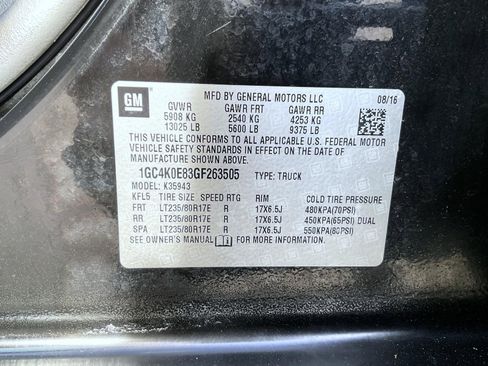 GM
MFD BY GENERAL MOTORS LLC 08/16
GVWR GAWR FRT GAWR RR
5908 KG 2540 KG 4253 KG
13025 LB 5600 LB 9375 LB
THIS VEHICLE CONFORMS TO ALL APPLICABLE U.S. FEDERAL MOTOR
VEHICLE SAFETY STANDARDS IN EFFECT ON THE DATE OF
MANUFACTURE SHOWN ABOVE.
1GC4K0E83GF263505 TYPE: TRUCK
MODEL: K35943
KFL5 TIRE SIZE SPEED RTG RIM COLD TIRE PRESSURE
FRT LT235/80R17E R 17X6.5J 480KPA(70PSI)
RR LT235/80R17E R 17X6.5J 450KPA(65PSI) DUAL
SPA LT235/80R17E R 17X6.5J 550KPA(80PSI)
SEE OWNER'S MANUAL FOR MORE INFORMATION.